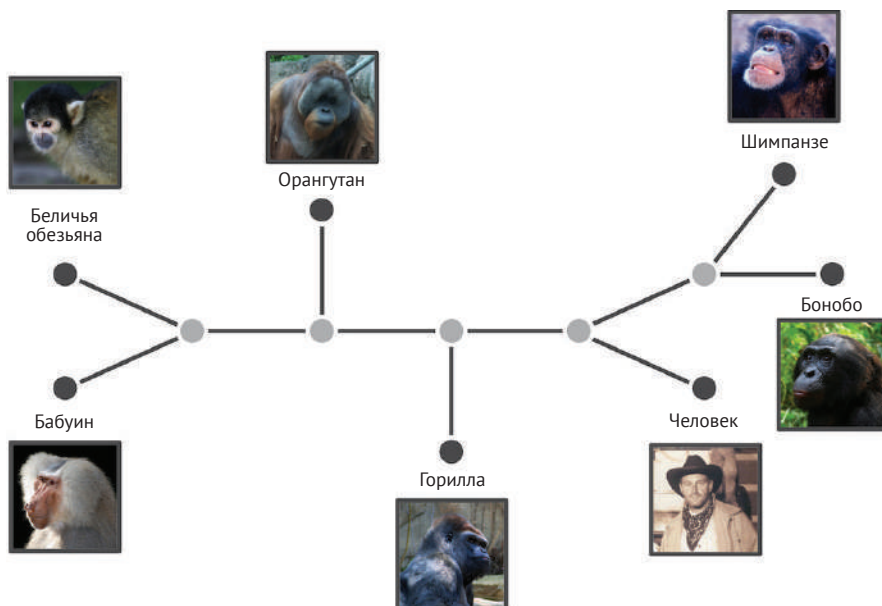 Шимпанзе
Орангутан
Беличья
обезьяна
Бонобо
Бабуин
Человек
Горилла